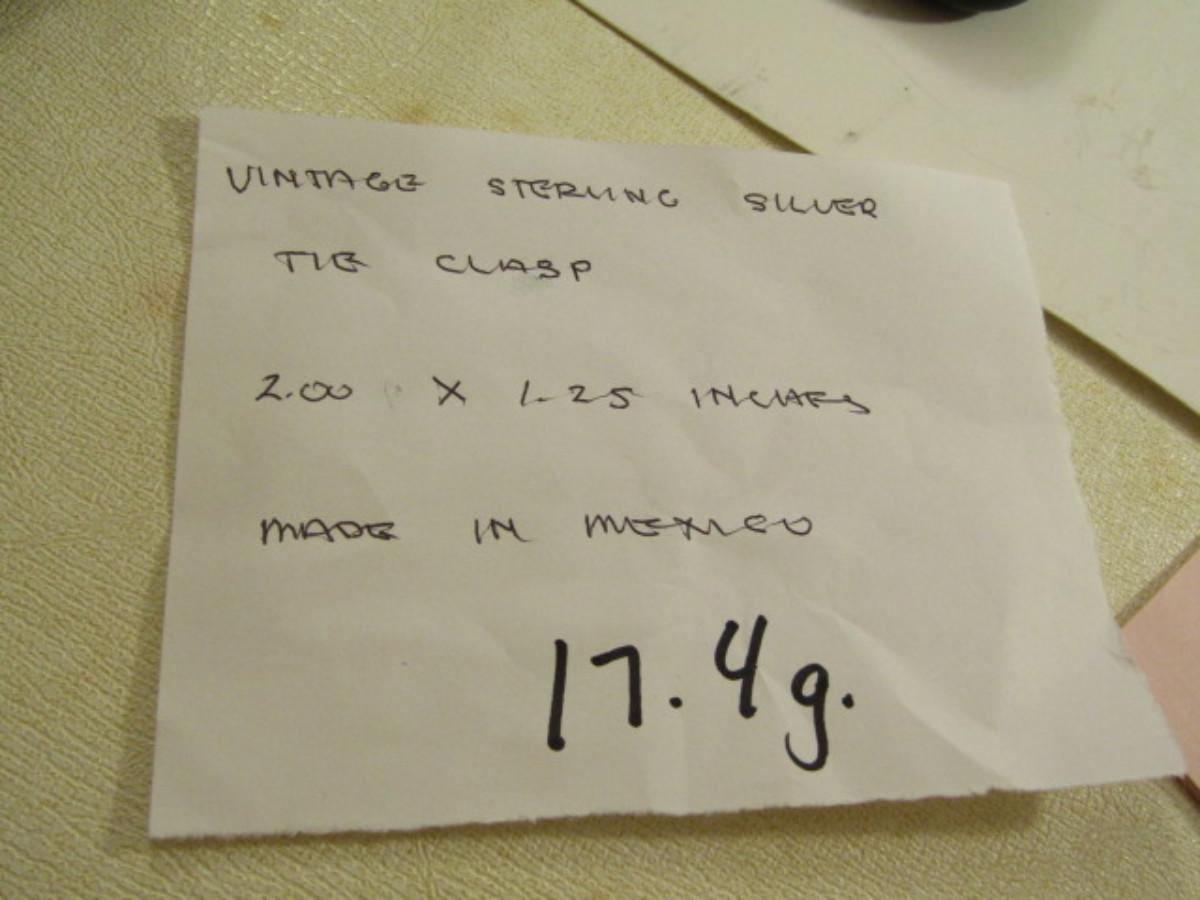 VINTAGE STERLING SILVER
TIE CLASP
2.00 X 1.25 INCHES
MADE IN MEXICO
17.4g.